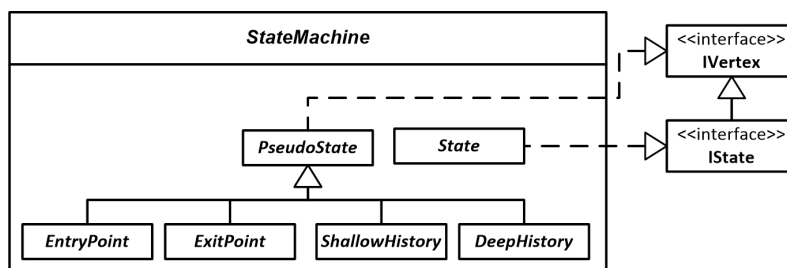 StateMachine
<<interface>>
IVertex
PseudoState
State
<<interface>>
IState
EntryPoint
ExitPoint
ShallowHistory
DeepHistory